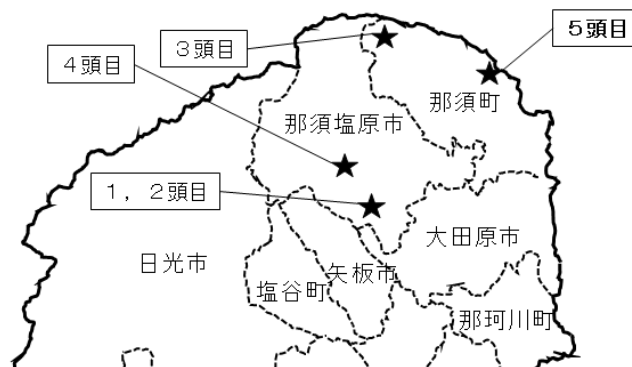 3頭目
5頭目
4頭目
那須町
那須塩原市
1，2頭目
大田原市
日光市
矢板市
塩谷町
那珂川町